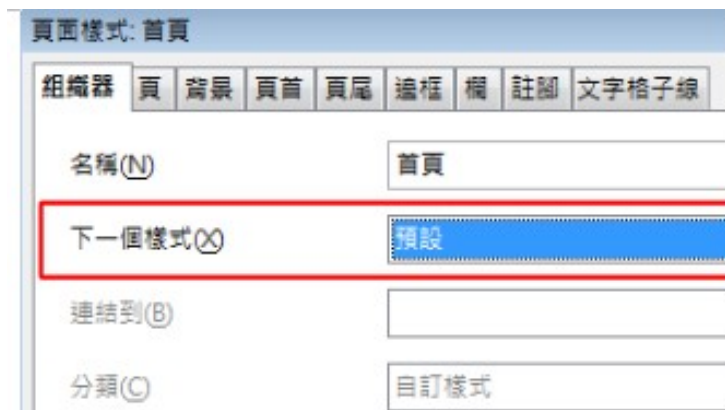 頁面樣式: 首頁
組織器 頁 背景 頁首 頁尾 邊框 欄 註腳 文字格子線
名稱(N) 首頁
下一個樣式(X) 預設
連結到(B)
分類(C) 自訂樣式